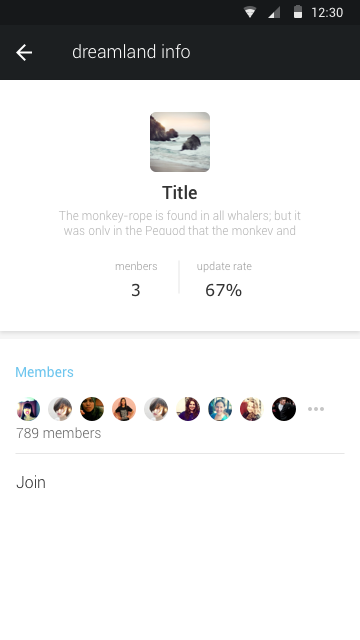 12:30
dreamland info
Title
The monkey-rope is found in all whalers; but it
was only in the Pequod that the monkey and
menbers
update rate
3
67%
Members
789 members
Join